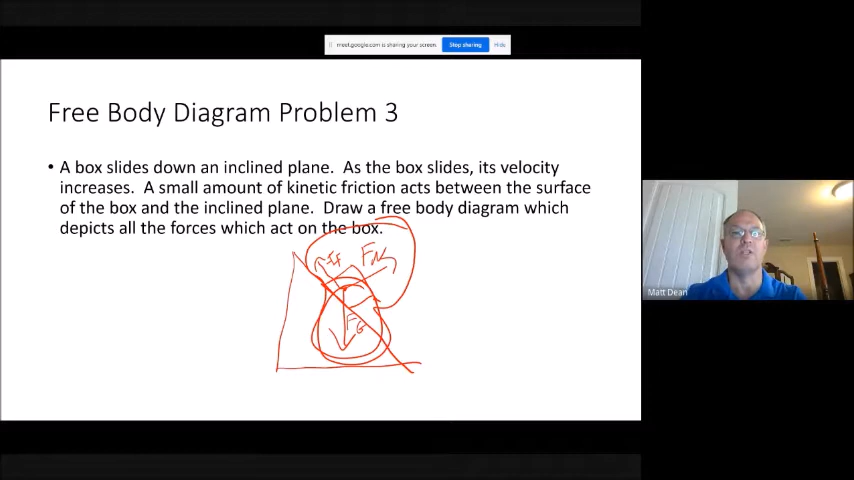 meet.google.com is sharing your screen.
Stop sharing
Hide
Free Body Diagram Problem 3
• A box slides down an inclined plane. As the box slides, its velocity
increases. A small amount of kinetic friction acts between the surface
of the box and the inclined plane. Draw a free body diagram which
depicts all the forces which act on the box.
Ff
FN
FG
Matt Dean